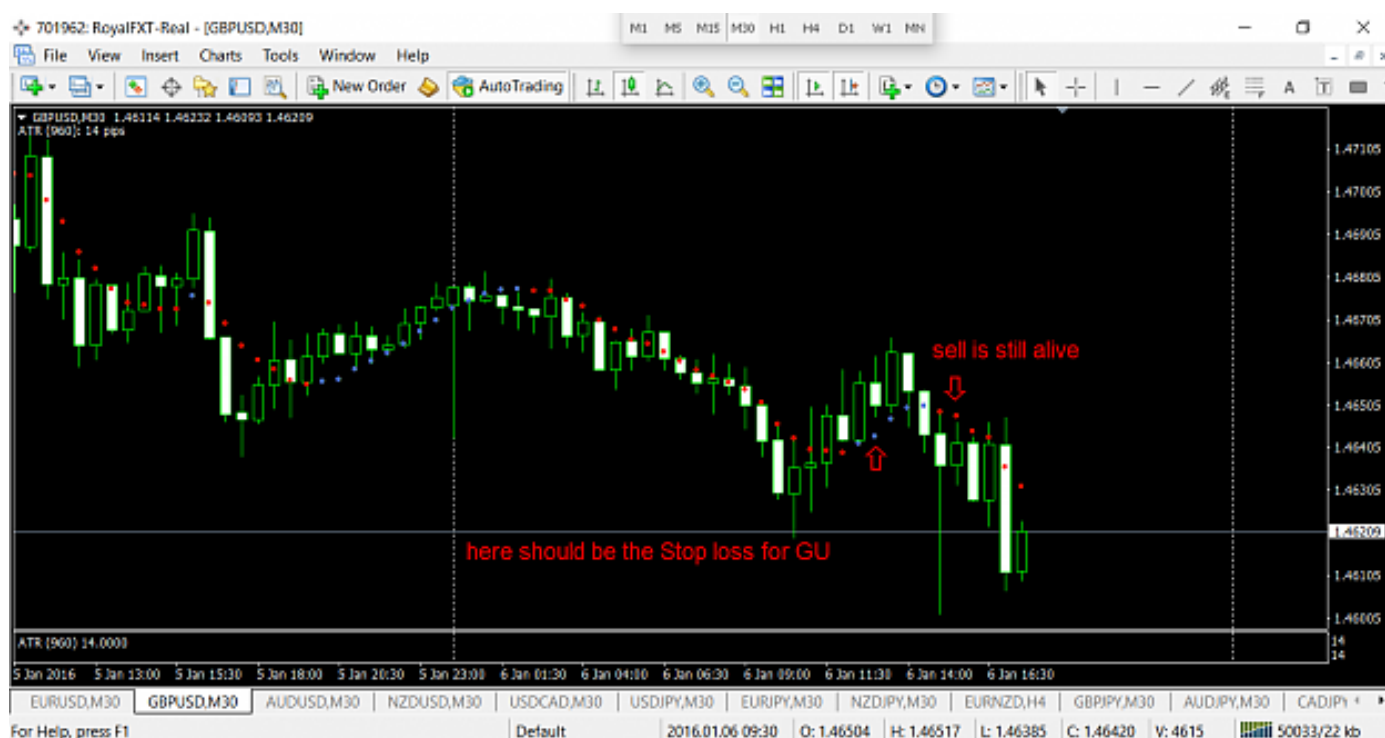 701962: RoyalFXT-Real - [GBPUSD,M30]
M1 M5 M15 M30 H1 H4 D1 W1 MN
File View Insert Charts Tools Window Help
New Order AutoTrading
GBPUSD,M30 1.46114 1.46232 1.46093 1.46209
ATR (960): 14 pips
1.47105
1.47005
1.46905
1.46805
1.46705
sell is still alive
1.46605
1.46505
1.46405
1.46305
1.46209
here should be the Stop loss for GU
1.46105
1.46005
ATR (960) 14.0000
14
14
5 Jan 2016 5 Jan 13:00 5 Jan 15:30 5 Jan 18:00 5 Jan 20:30 5 Jan 23:00 6 Jan 01:30 6 Jan 04:00 6 Jan 06:30 6 Jan 09:00 6 Jan 11:30 6 Jan 14:00 6 Jan 16:30
EURUSD,M30 GBPUSD,M30 AUDUSD,M30 NZDUSD,M30 USDCAD,M30 USDJPY,M30 EURJPY,M30 NZDJPY,M30 EURNZD,H4 GBPJPY,M30 AUDJPY,M30 CADJPY
For Help, press F1 Default 2016.01.06 09:30 O: 1.46504 H: 1.46517 L: 1.46385 C: 1.46420 V: 4615 50033/22 kb